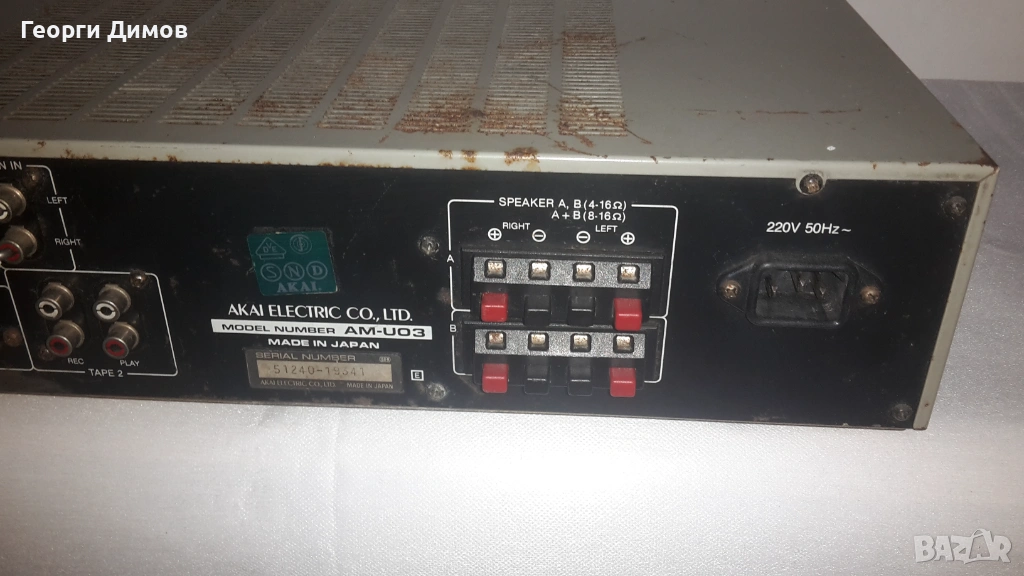 Георги Димов
N IN
LEFT
RIGHT
REC
PLAY
TAPE 2
SND
AKAI
AKAI ELECTRIC CO., LTD.
MODEL NUMBER AM-U03
MADE IN JAPAN
SERIAL NUMBER
AKAI ELECTRIC CO., LTD. MADE IN JAPAN
E
SPEAKER A, B (4-16Ω)
A + B (8-16Ω)
RIGHT LEFT
⊕ ⊖ ⊖ ⊕
A
B
220V 50Hz~
BAZAR